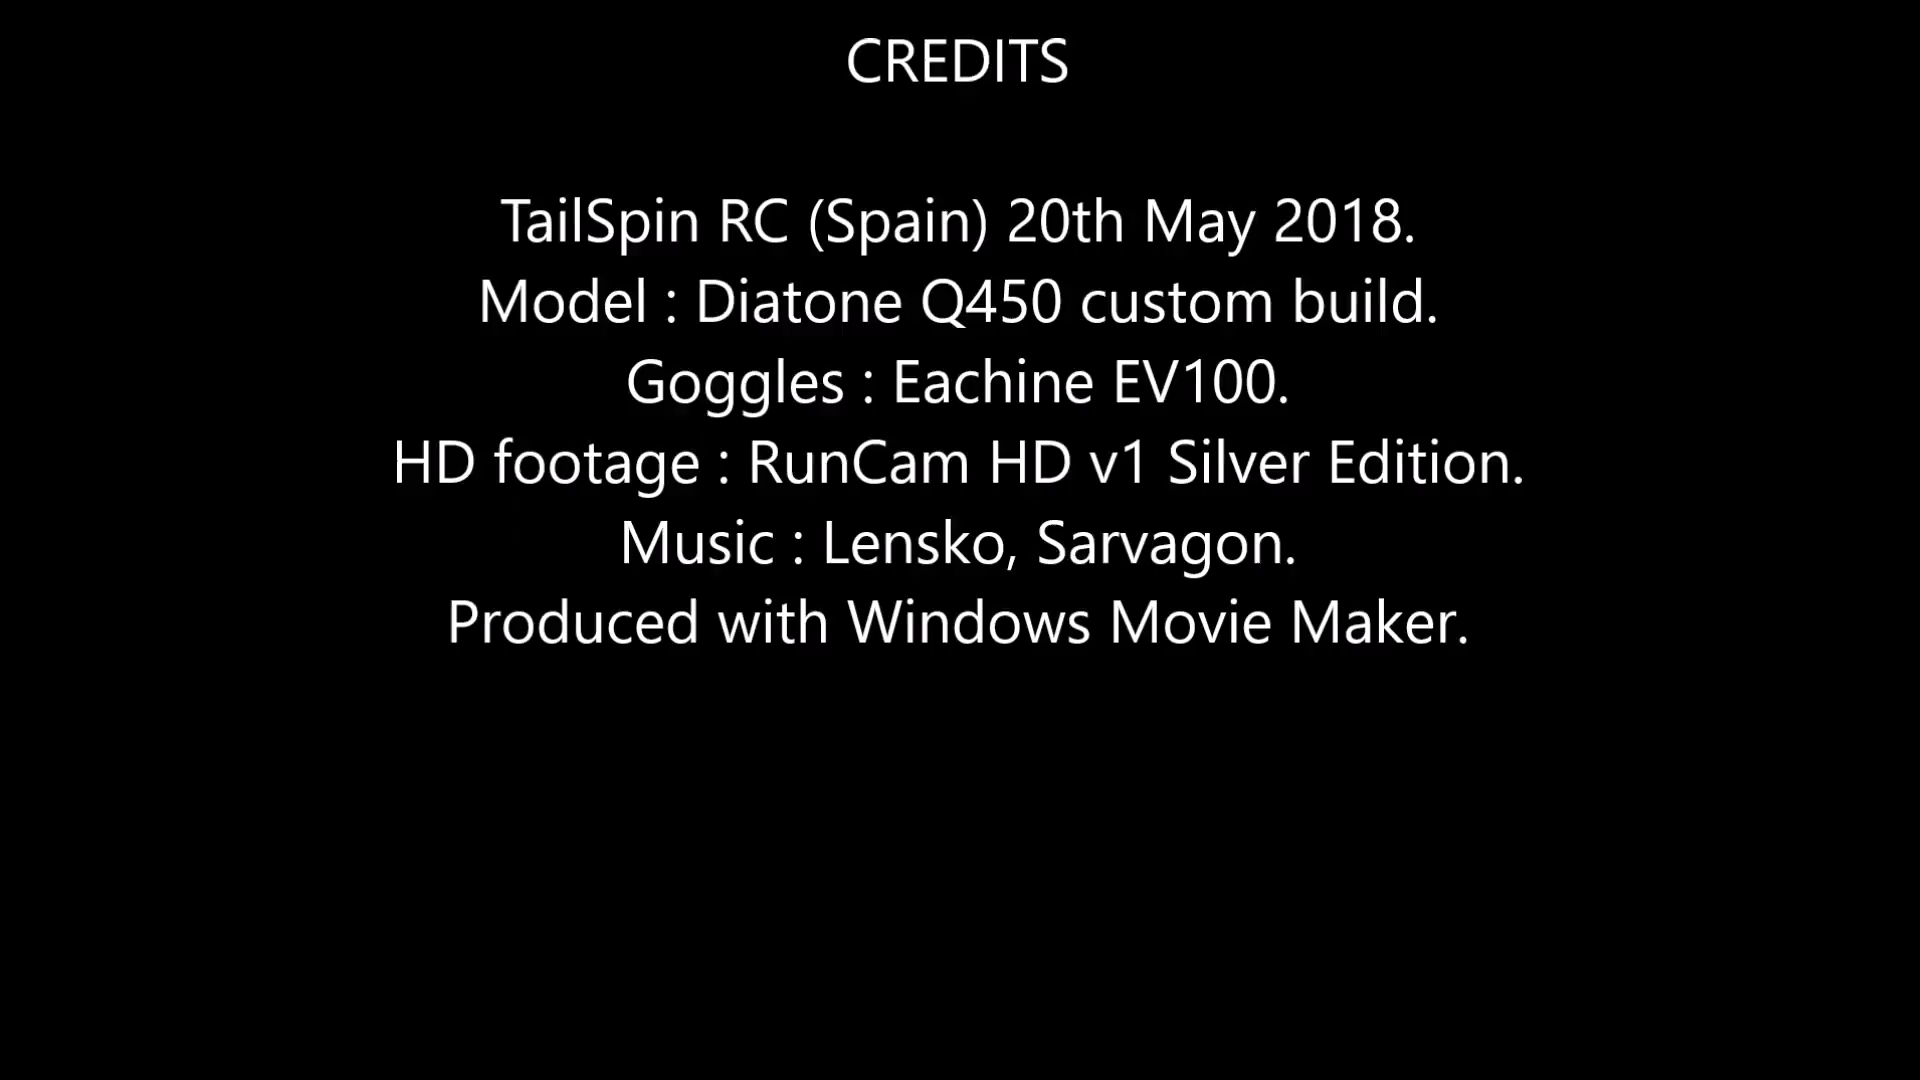 CREDITS
TailSpin RC (Spain) 20th May 2018.
Model : Diatone Q450 custom build.
Goggles : Eachine EV100.
HD footage : RunCam HD v1 Silver Edition.
Music : Lensko, Sarvagon.
Produced with Windows Movie Maker.